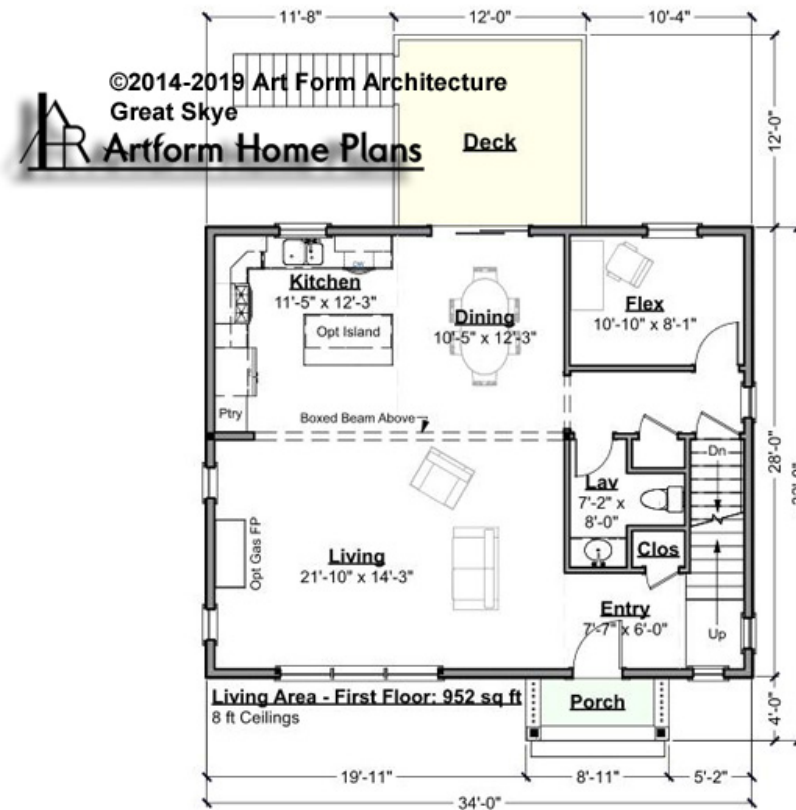 11'-8"
12'-0"
10'-4"
©2014-2019 Art Form Architecture
Great Skye
Artform Home Plans
Deck
12'-0"
Kitchen
11'-5" x 12'-3"
Dining
10'-5" x 12'-3"
Flex
10'-10" x 8'-1"
Opt Island
Ptry
Boxed Beam Above
Dn
28'-0"
Lav
7'-2" x
8'-0"
Opt Gas FP
Living
21'-10" x 14'-3"
Clos
Entry
7'-7" x 6'-0"
Up
Living Area - First Floor: 952 sq ft
8 ft Ceilings
Porch
4'-0"
19'-11"
8'-11"
5'-2"
34'-0"